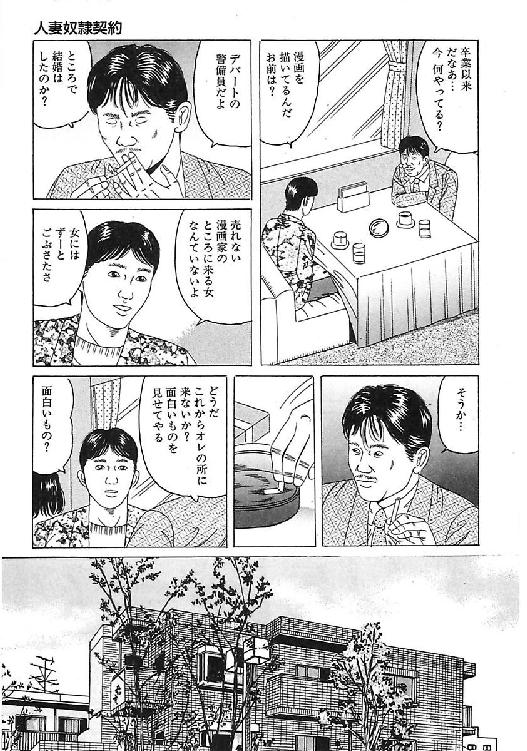 人妻奴隷契約
卒業以来
だなあ…
今 何やってる?
漫画を
描いてるんだ
お前は?
デパートの
警備員だよ
ところで
結婚は
したのか?
売れない
漫画家の
ところに来る女
なんていないよ
女には
ずーと
ごぶさたさ
そうか…
どうだ
これからオレの所に
来ないか?
面白いものを
見せてやる
面白いもの?